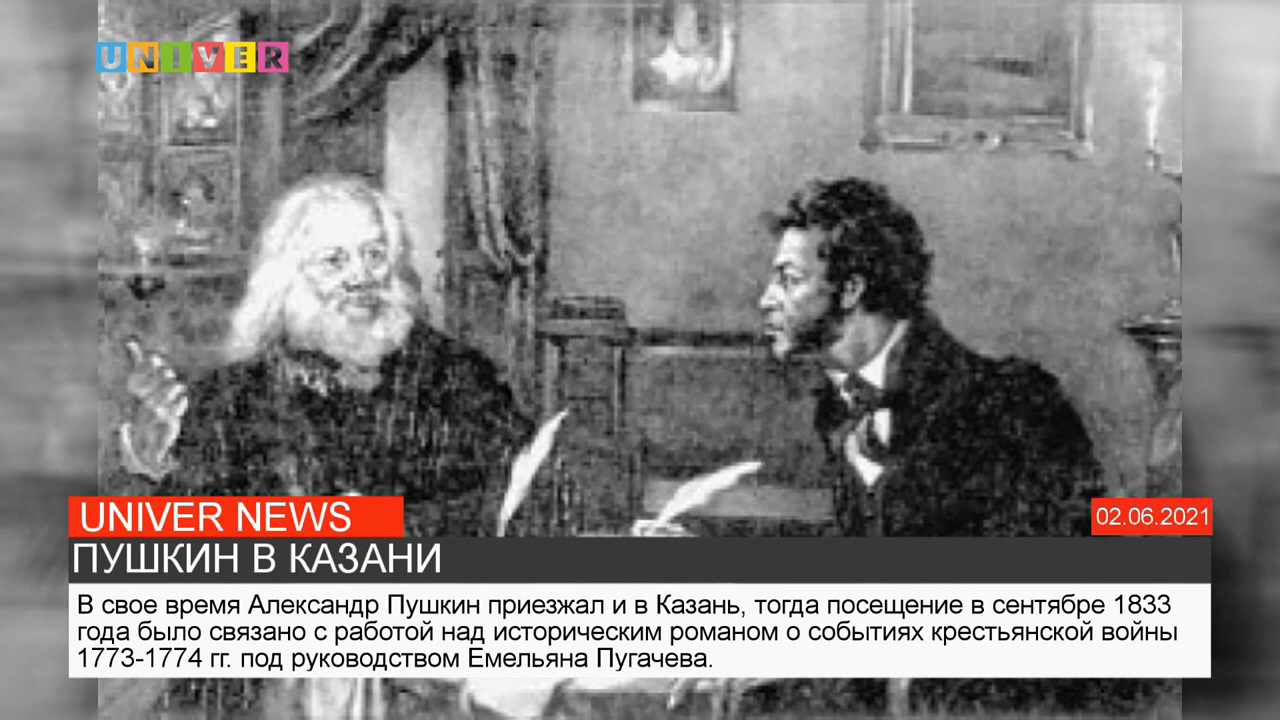 UNIVER
UNIVER NEWS
02.06.2021
ПУШКИН В КАЗАНИ
В свое время Александр Пушкин приезжал и в Казань, тогда посещение в сентябре 1833
года было связано с работой над историческим романом о событиях крестьянской войны
1773-1774 гг. под руководством Емельяна Пугачева.